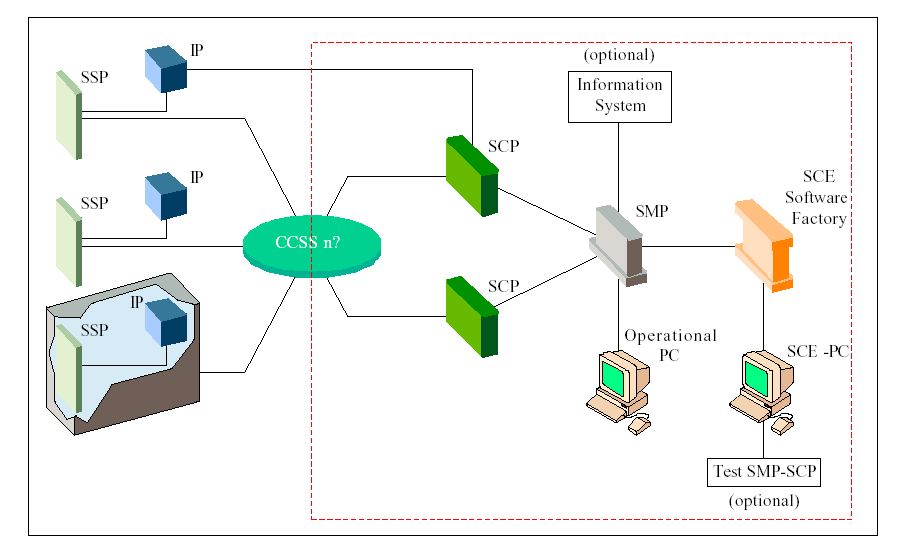 IP
SSP
(optional)
Information
System
SCP
IP
SSP
SCE
Software
Factory
SMP
CCSS n?
SCP
IP
SSP
Operational
PC
SCE -PC
Test SMP-SCP
(optional)